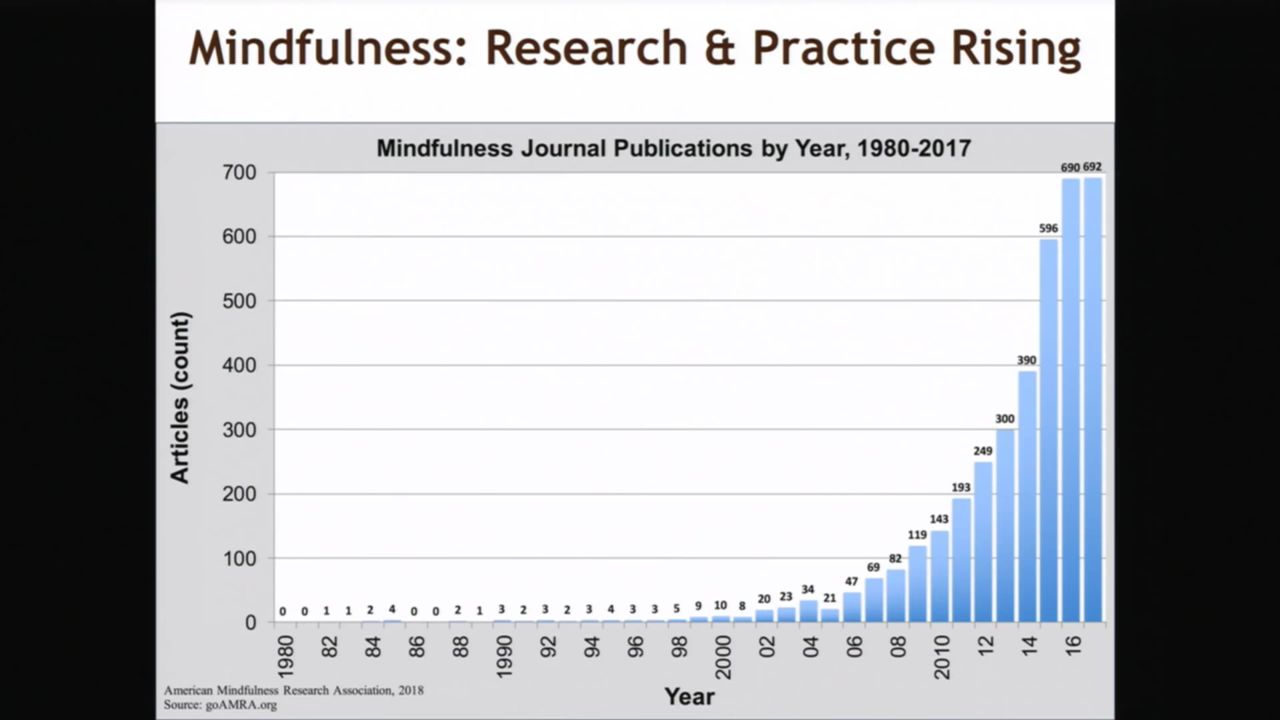 Mindfulness: Research & Practice Rising
Mindfulness Journal Publications by Year, 1980-2017
700
600
500
400
300
200
100
0
Articles (count)
0 0 1 1 2 4 0 0 2 1 3 2 3 2 3 4 3 3 5 9 10 8 20 23 34 21 47 69 82 119 143 193 249 300 390 596 690 692
1980 82 84 86 88 1990 92 94 96 98 2000 02 04 06 08 2010 12 14 16
Year
American Mindfulness Research Association, 2018
Source: goAMRA.org